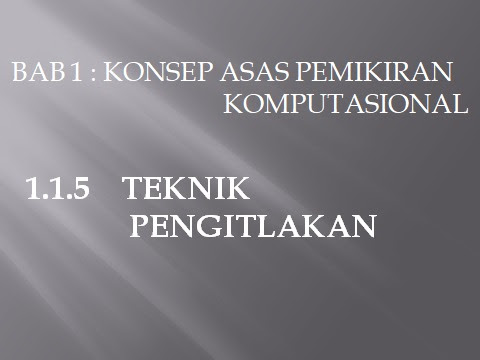 BAB 1 : KONSEP ASAS PEMIKIRAN
KOMPUTASIONAL
1.1.5 TEKNIK
PENGITLAKAN